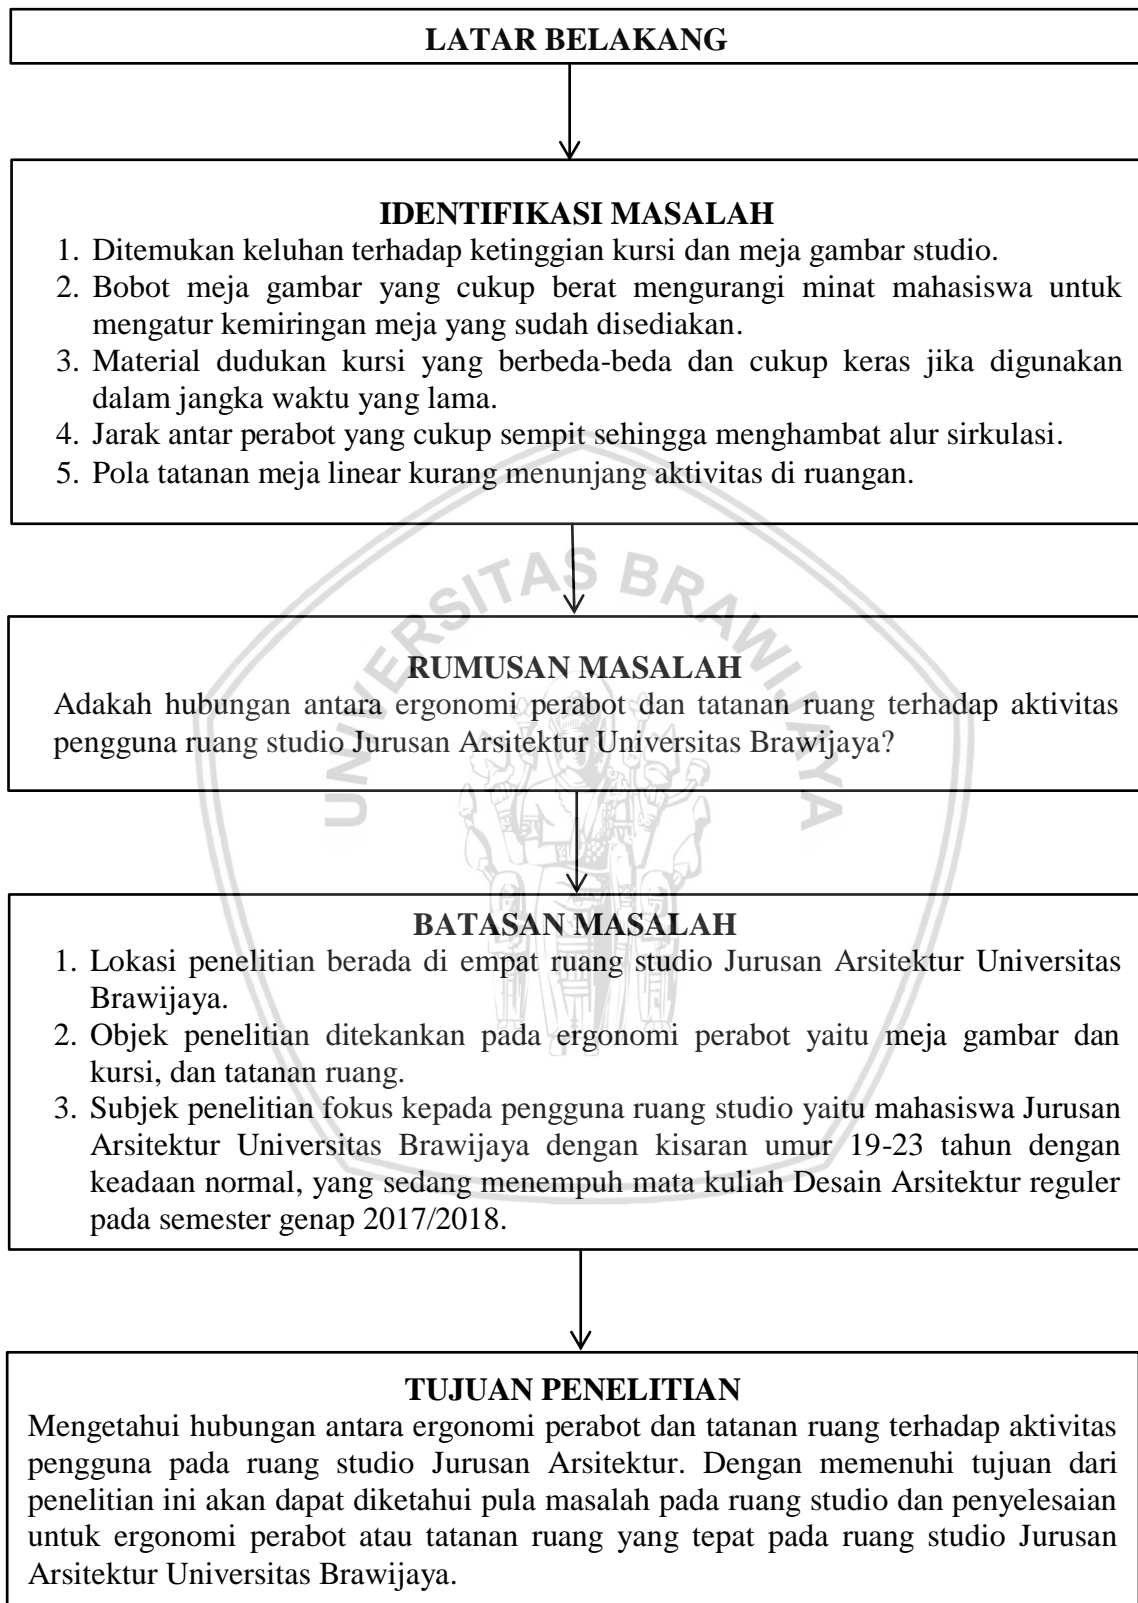 LATAR BELAKANG
IDENTIFIKASI MASALAH
1. Ditemukan keluhan terhadap ketinggian kursi dan meja gambar studio.
2. Bobot meja gambar yang cukup berat mengurangi minat mahasiswa untuk
mengatur kemiringan meja yang sudah disediakan.
3. Material dudukan kursi yang berbeda-beda dan cukup keras jika digunakan
dalam jangka waktu yang lama.
4. Jarak antar perabot yang cukup sempit sehingga menghambat alur sirkulasi.
5. Pola tatanan meja linear kurang menunjang aktivitas di ruangan.
UNIVERSITAS BRAWIJAYA
RUMUSAN MASALAH
Adakah hubungan antara ergonomi perabot dan tatanan ruang terhadap aktivitas
pengguna ruang studio Jurusan Arsitektur Universitas Brawijaya?
BATASAN MASALAH
1. Lokasi penelitian berada di empat ruang studio Jurusan Arsitektur Universitas
Brawijaya.
2. Objek penelitian ditekankan pada ergonomi perabot yaitu meja gambar dan
kursi, dan tatanan ruang.
3. Subjek penelitian fokus kepada pengguna ruang studio yaitu mahasiswa Jurusan
Arsitektur Universitas Brawijaya dengan kisaran umur 19-23 tahun dengan
keadaan normal, yang sedang menempuh mata kuliah Desain Arsitektur reguler
pada semester genap 2017/2018.
TUJUAN PENELITIAN
Mengetahui hubungan antara ergonomi perabot dan tatanan ruang terhadap aktivitas
pengguna pada ruang studio Jurusan Arsitektur. Dengan memenuhi tujuan dari
penelitian ini akan dapat diketahui pula masalah pada ruang studio dan penyelesaian
untuk ergonomi perabot atau tatanan ruang yang tepat pada ruang studio Jurusan
Arsitektur Universitas Brawijaya.